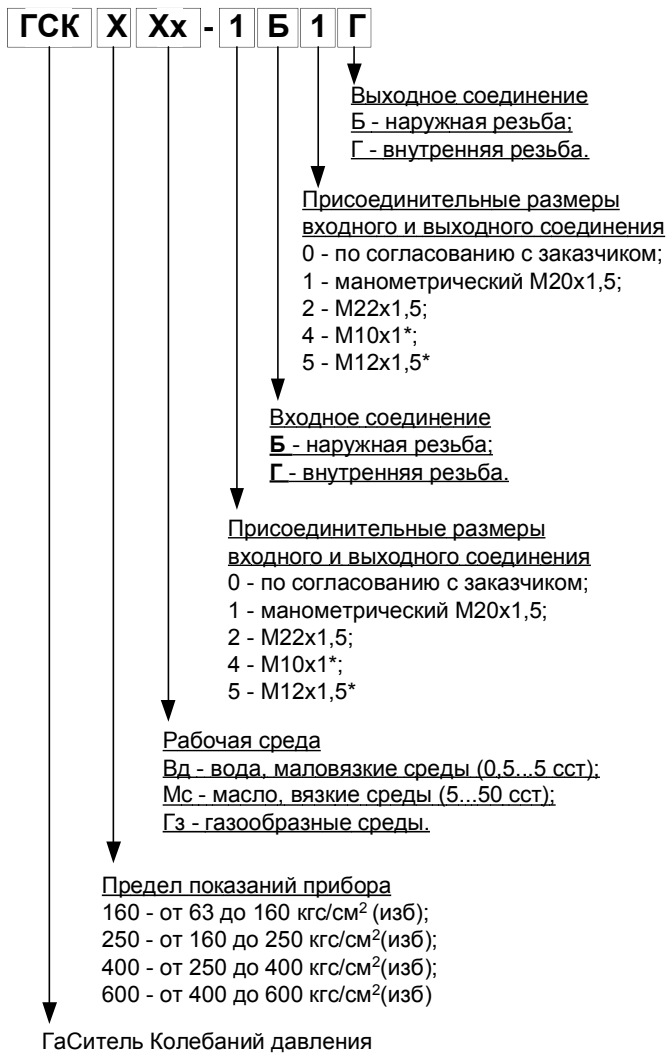 ГСК Х Хх - 1 Б 1 Г
Выходное соединение
Б - наружная резьба;
Г - внутренняя резьба.
Присоединительные размеры
входного и выходного соединения
0 - по согласованию с заказчиком;
1 - манометрический М20х1,5;
2 - М22х1,5;
4 - М10х1*;
5 - М12х1,5*
Входное соединение
Б - наружная резьба;
Г - внутренняя резьба.
Присоединительные размеры
входного и выходного соединения
0 - по согласованию с заказчиком;
1 - манометрический М20х1,5;
2 - М22х1,5;
4 - М10х1*;
5 - М12х1,5*
Рабочая среда
Вд - вода, маловязкие среды (0,5...5 сст);
Мс - масло, вязкие среды (5...50 сст);
Гз - газообразные среды.
Предел показаний прибора
160 - от 63 до 160 кгс/см² (изб);
250 - от 160 до 250 кгс/см²(изб);
400 - от 250 до 400 кгс/см²(изб);
600 - от 400 до 600 кгс/см²(изб)
ГаСитель Колебаний давления